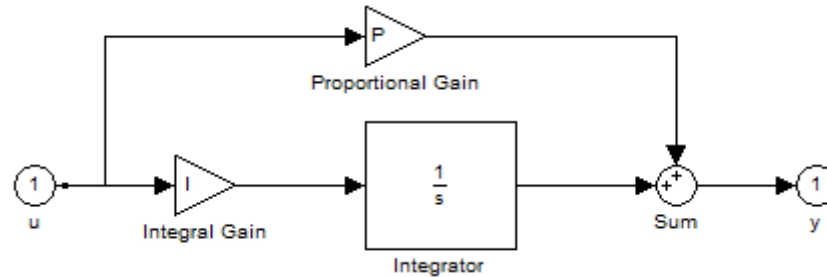 P
Proportional Gain
1
u
I
Integral Gain
1
s
Integrator
+
+
Sum
1
y